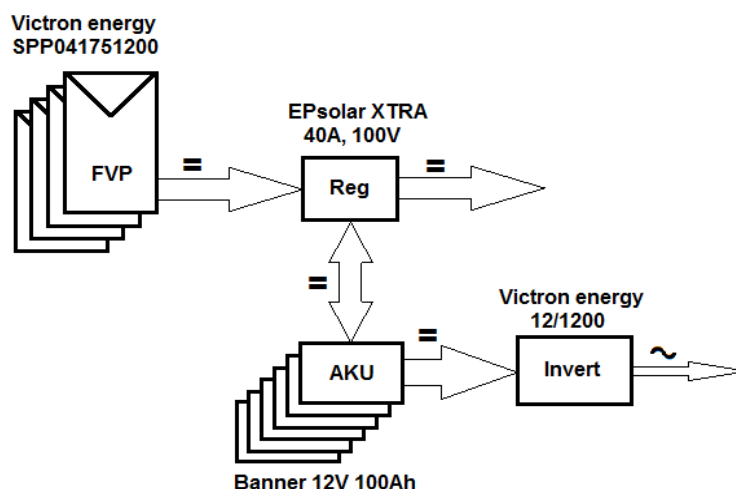 Victron energy
SPP041751200
FVP
=
EPsolar XTRA
40A, 100V
Reg
=
=
AKU
=
Victron energy
12/1200
Invert
~
Banner 12V 100Ah